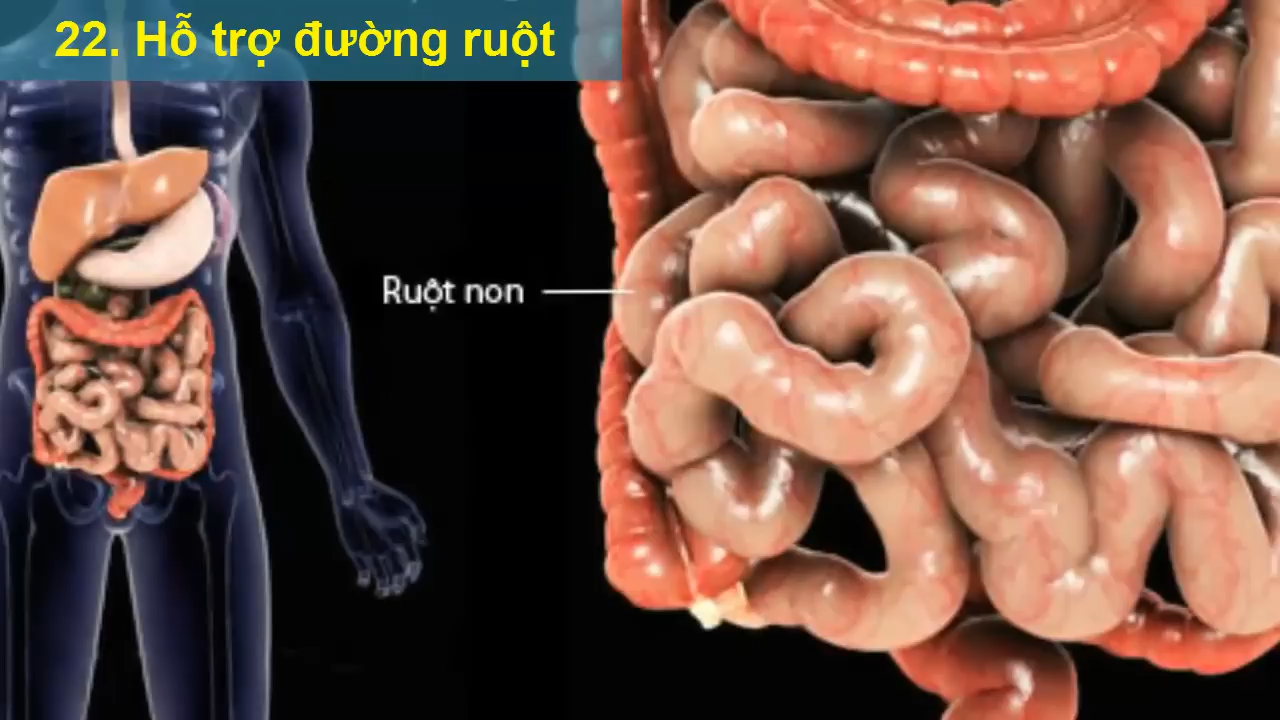 22. Hỗ trợ đường ruột
Ruột non